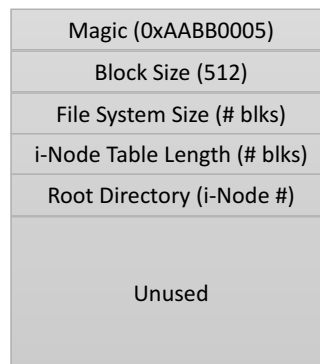 Magic (0xAABB0005)
Block Size (512)
File System Size (# blks)
i-Node Table Length (# blks)
Root Directory (i-Node #)
Unused